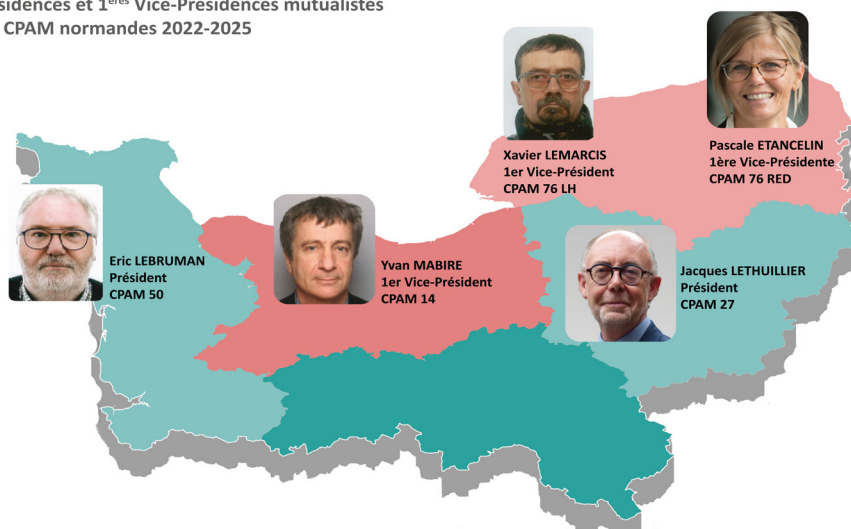 sidences et 1ères Vice-Présidences mutualistes
CPAM normandes 2022-2025
Xavier LEMARCIS
1er Vice-Président
CPAM 76 LH
Pascale ETANCELIN
1ère Vice-Présidente
CPAM 76 RED
Eric LEBRUMAN
Président
CPAM 50
Yvan MABIRE
1er Vice-Président
CPAM 14
Jacques LETHUILLIER
Président
CPAM 27